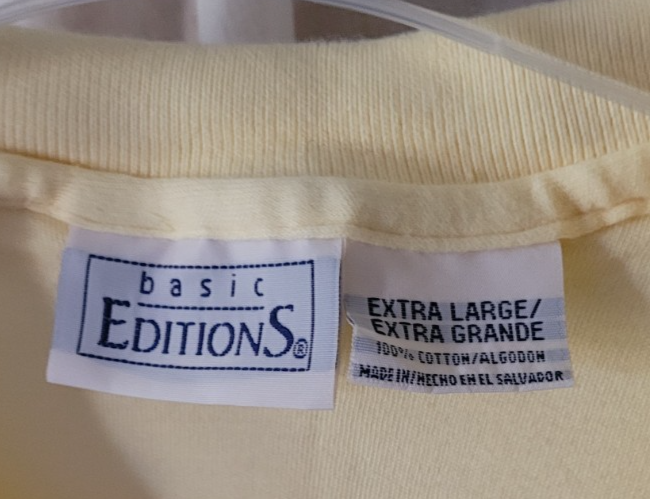 basic
EDITIONS®
EXTRA LARGE/
EXTRA GRANDE
100% COTTON/ALGODON
MADE IN/HECHO EN EL SALVADOR